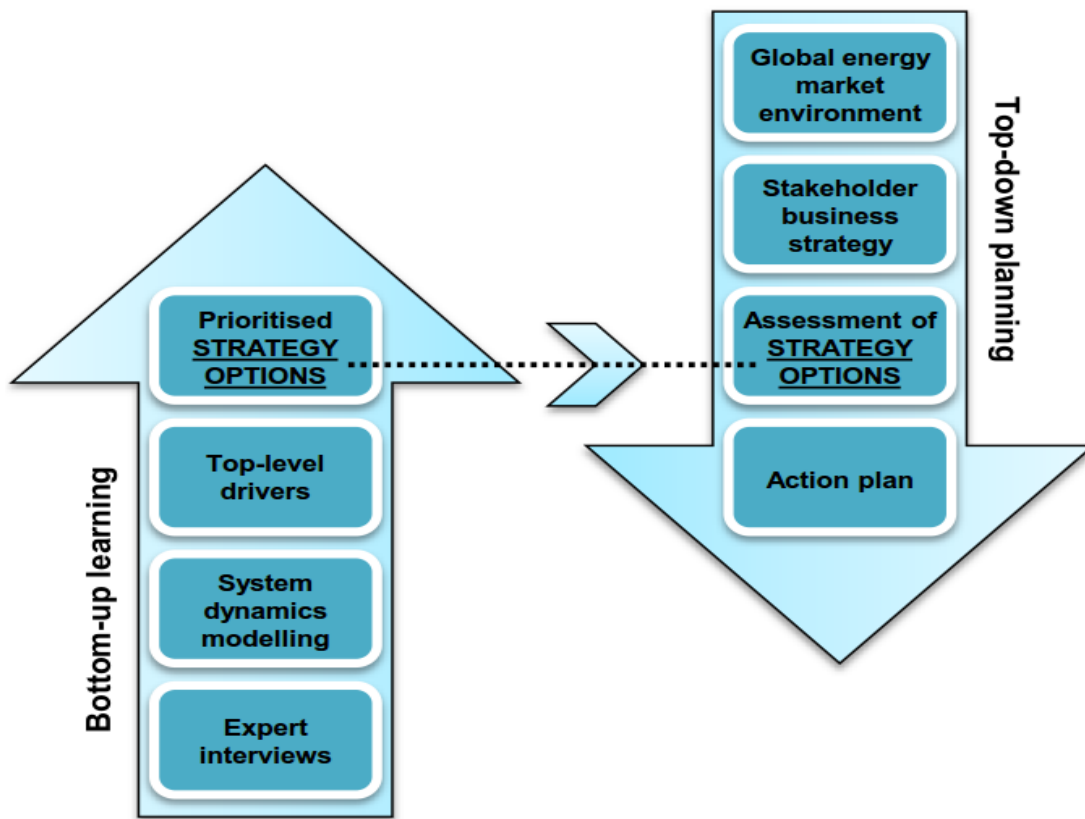 Bottom-up learning
Prioritised
STRATEGY
OPTIONS
Top-level
drivers
System
dynamics
modelling
Expert
interviews
Global energy
market
environment
Stakeholder
business
strategy
Assessment of
STRATEGY
OPTIONS
Action plan
Top-down planning